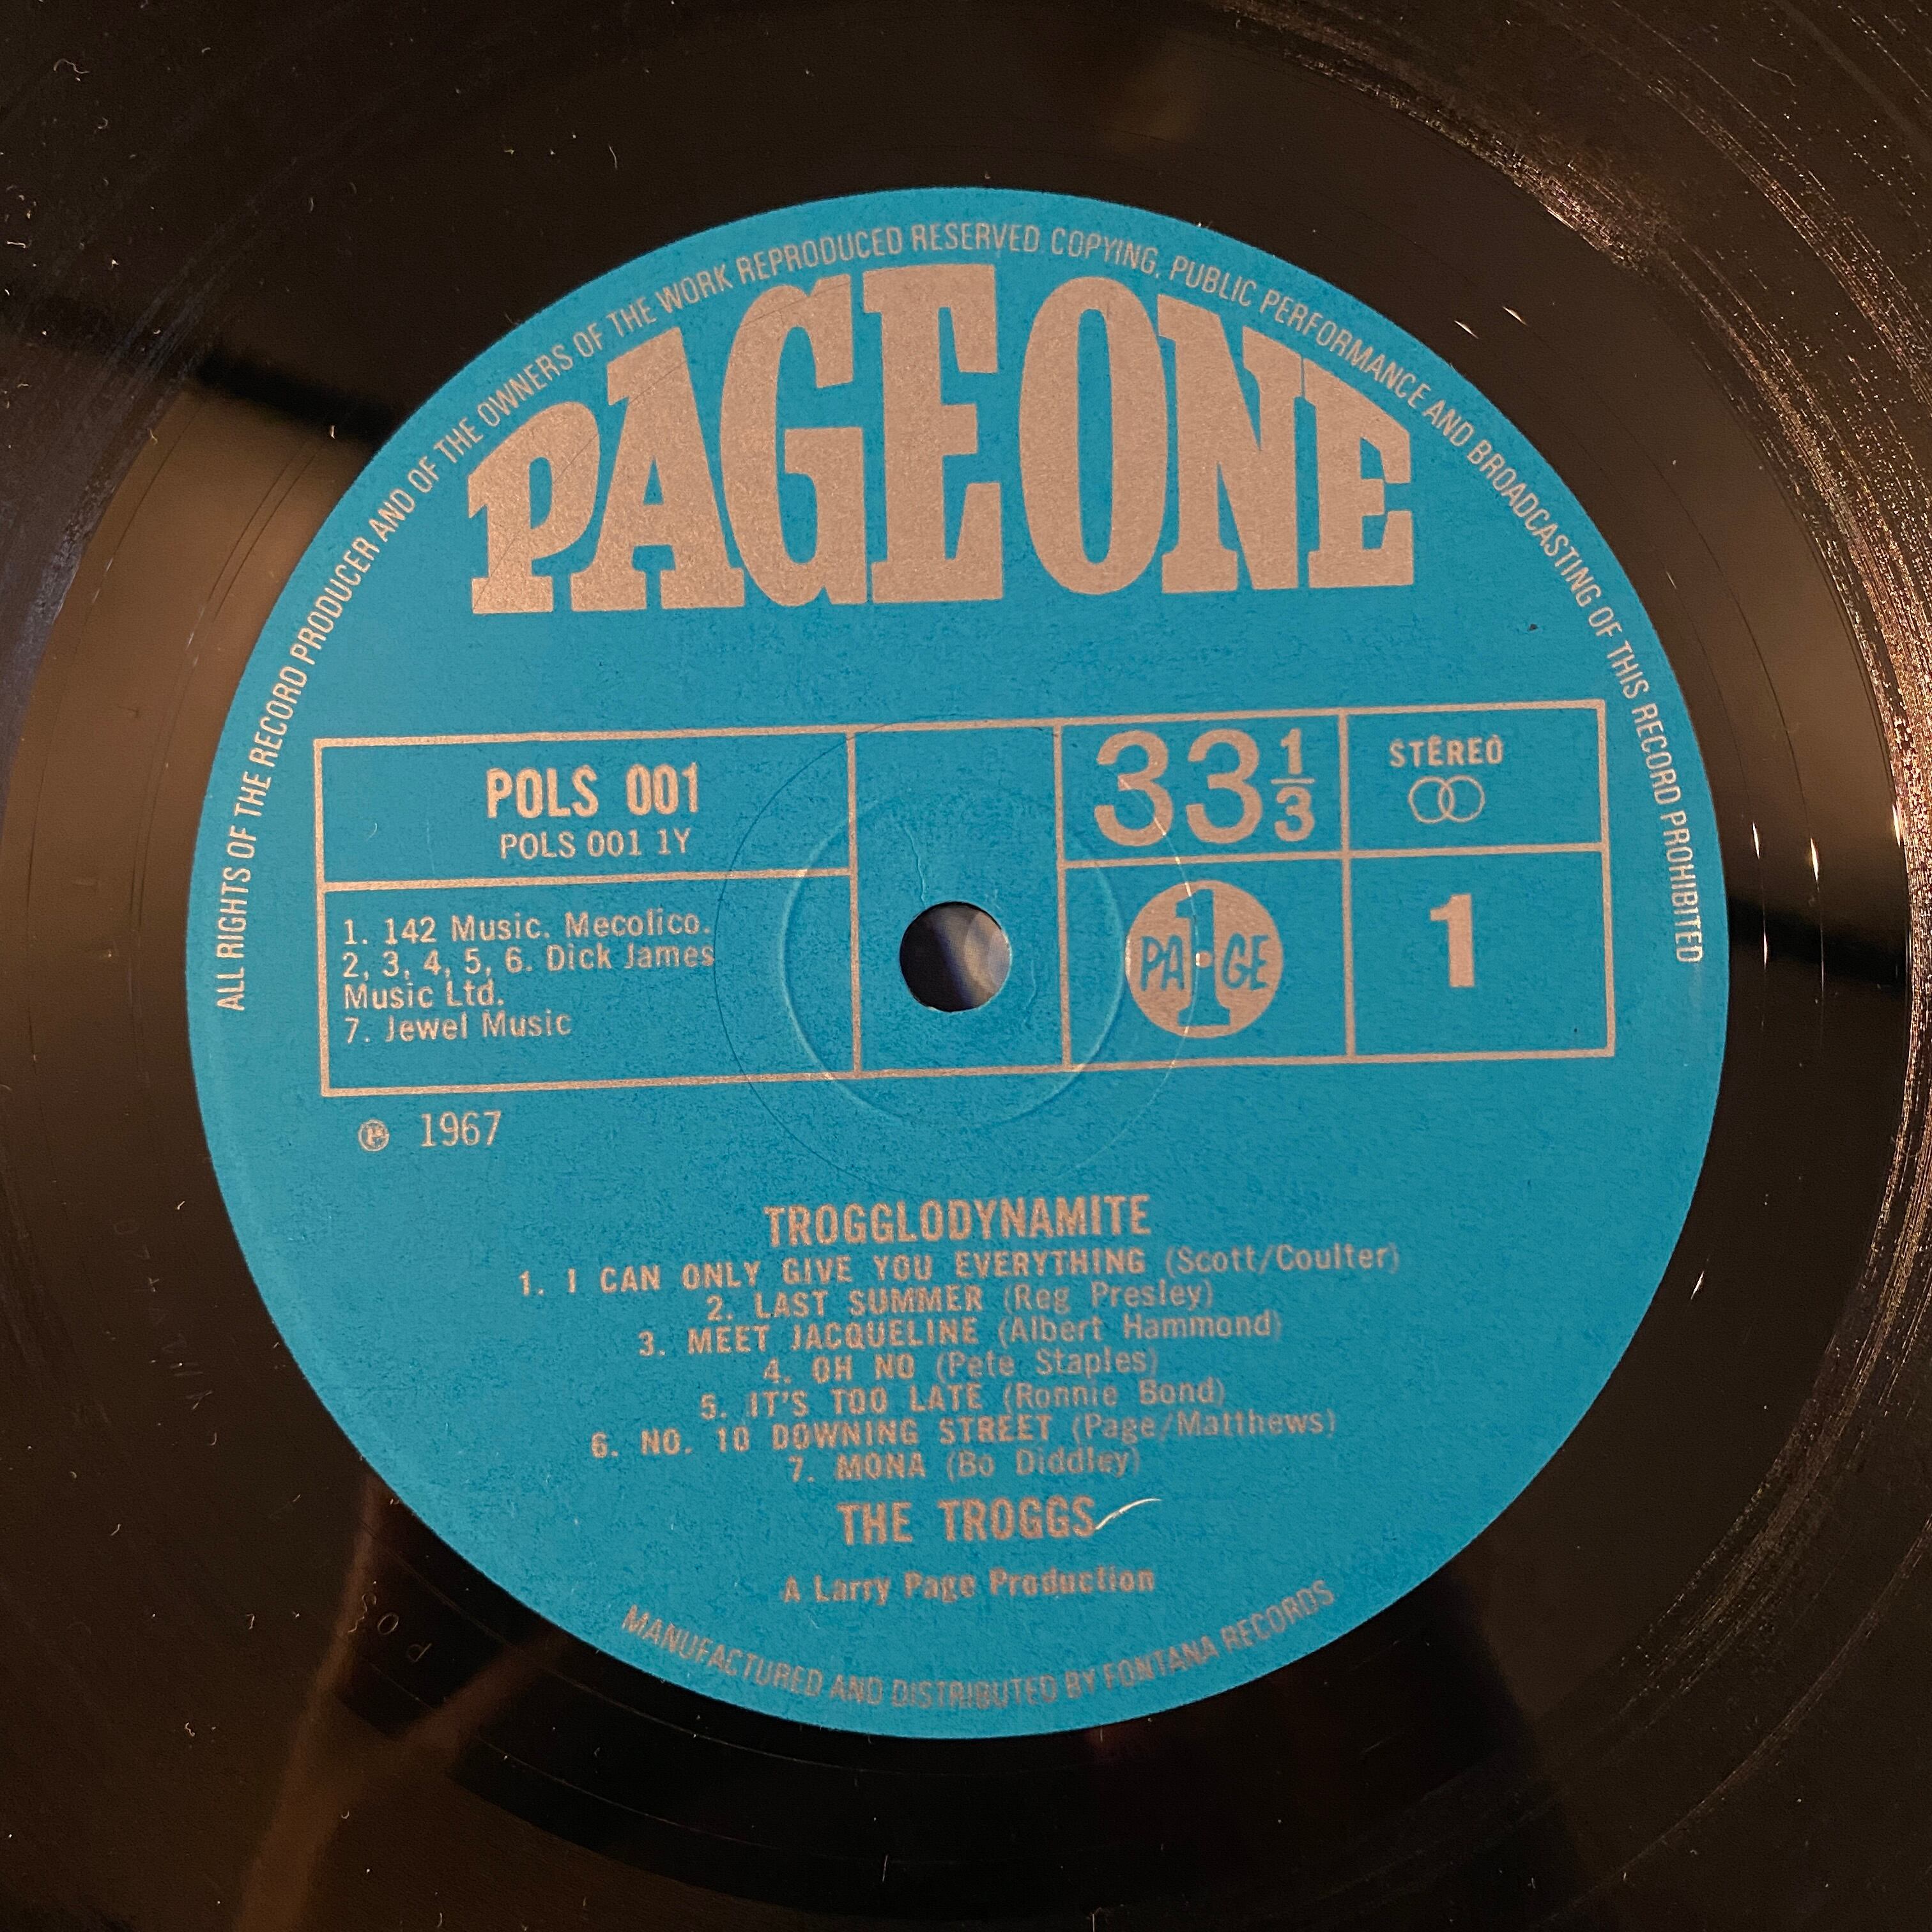 ALL RIGHTS OF THE RECORD PRODUCER AND OF THE OWNERS OF THE WORK REPRODUCED RESERVED. COPYING, PUBLIC PERFORMANCE AND BROADCASTING OF THIS RECORD PROHIBITED
PAGE ONE
POLS 001
POLS 001 1Y
33 1/3
STEREO
1. 142 Music. Mecolico.
2, 3, 4, 5, 6. Dick James
Music Ltd.
7. Jewel Music
PA1GE
1
℗ 1967
TROGGLODYNAMITE
1. I CAN ONLY GIVE YOU EVERYTHING (Scott/Coulter)
2. LAST SUMMER (Reg Presley)
3. MEET JACQUELINE (Albert Hammond)
4. OH NO (Pete Staples)
5. IT'S TOO LATE (Ronnie Bond)
6. NO. 10 DOWNING STREET (Page/Matthews)
7. MONA (Bo Diddley)
THE TROGGS
A Larry Page Production
MANUFACTURED AND DISTRIBUTED BY FONTANA RECORDS